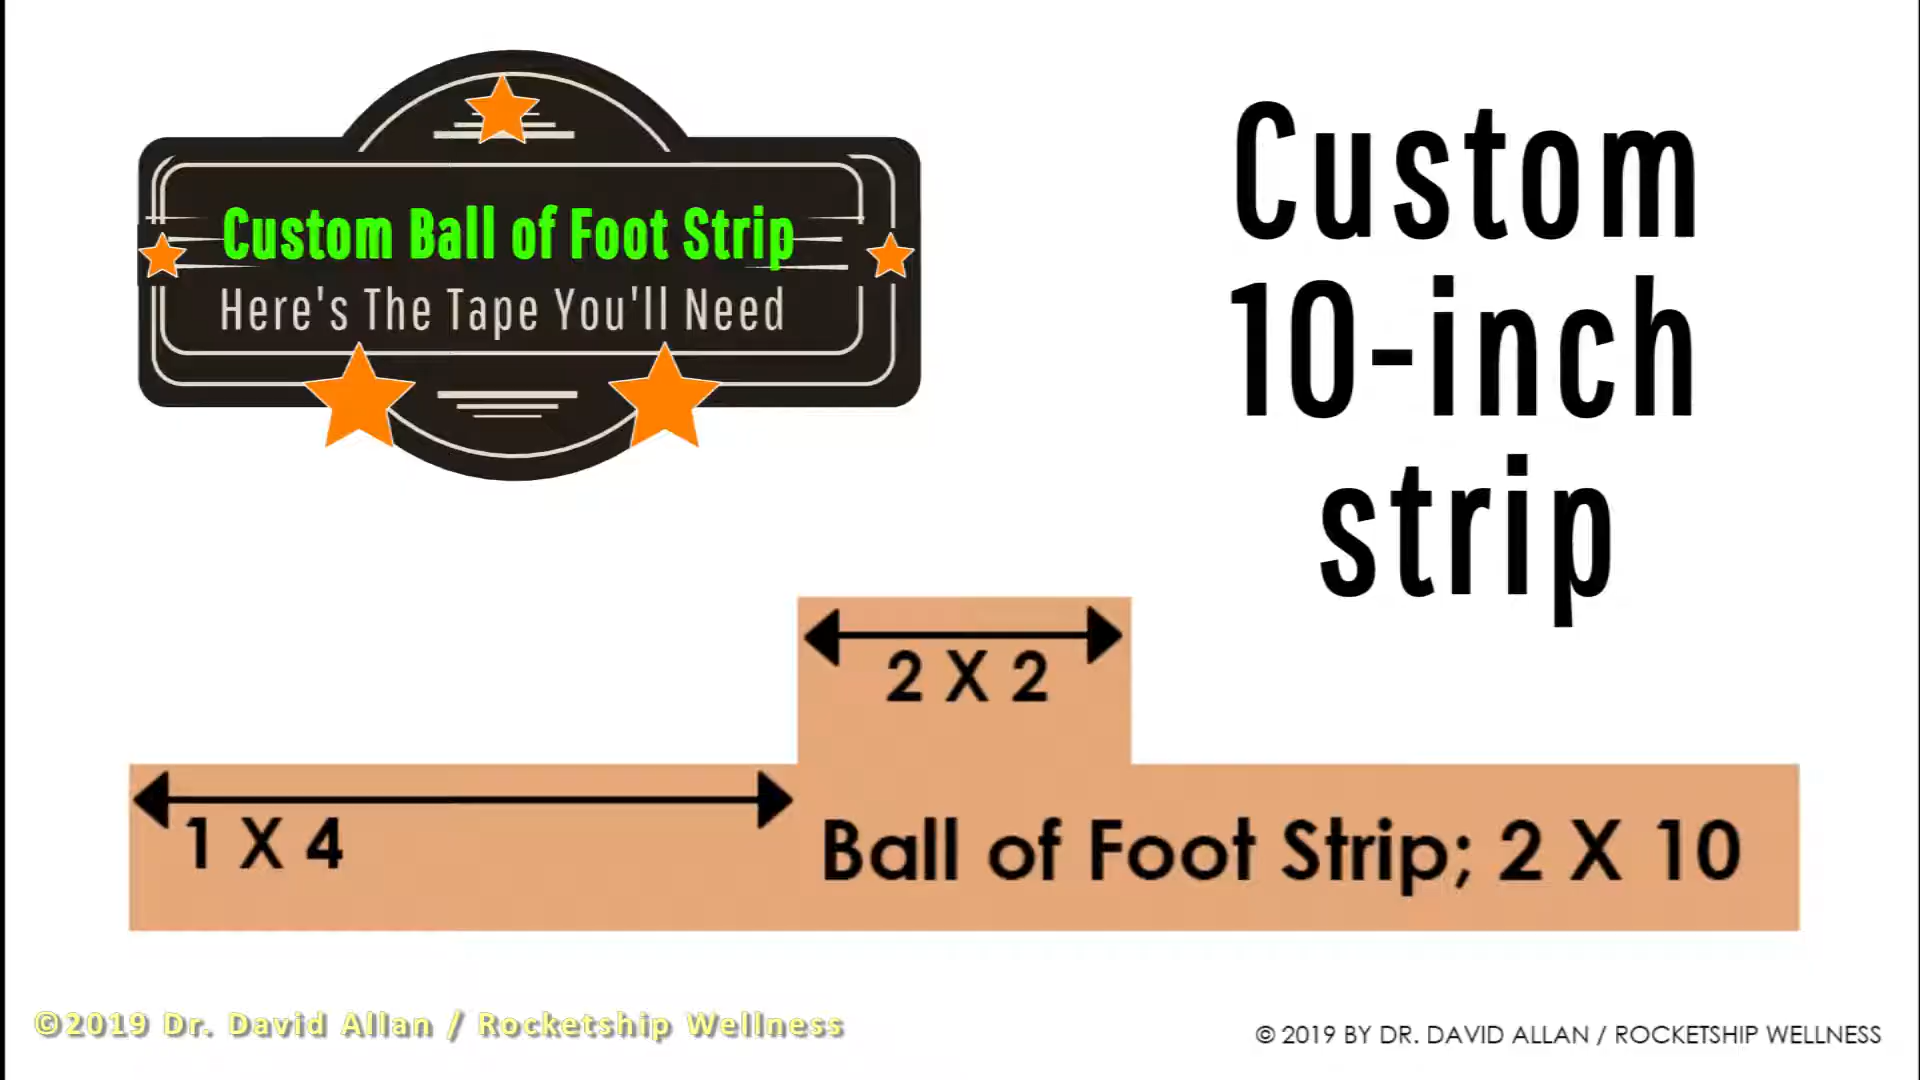 Custom Ball of Foot Strip
Here's The Tape You'll Need
Custom
10-inch
strip
2 X 2
1 X 4
Ball of Foot Strip; 2 X 10
©2019 Dr. David Allan / Rocketship Wellness
© 2019 BY DR. DAVID ALLAN / ROCKETSHIP WELLNESS